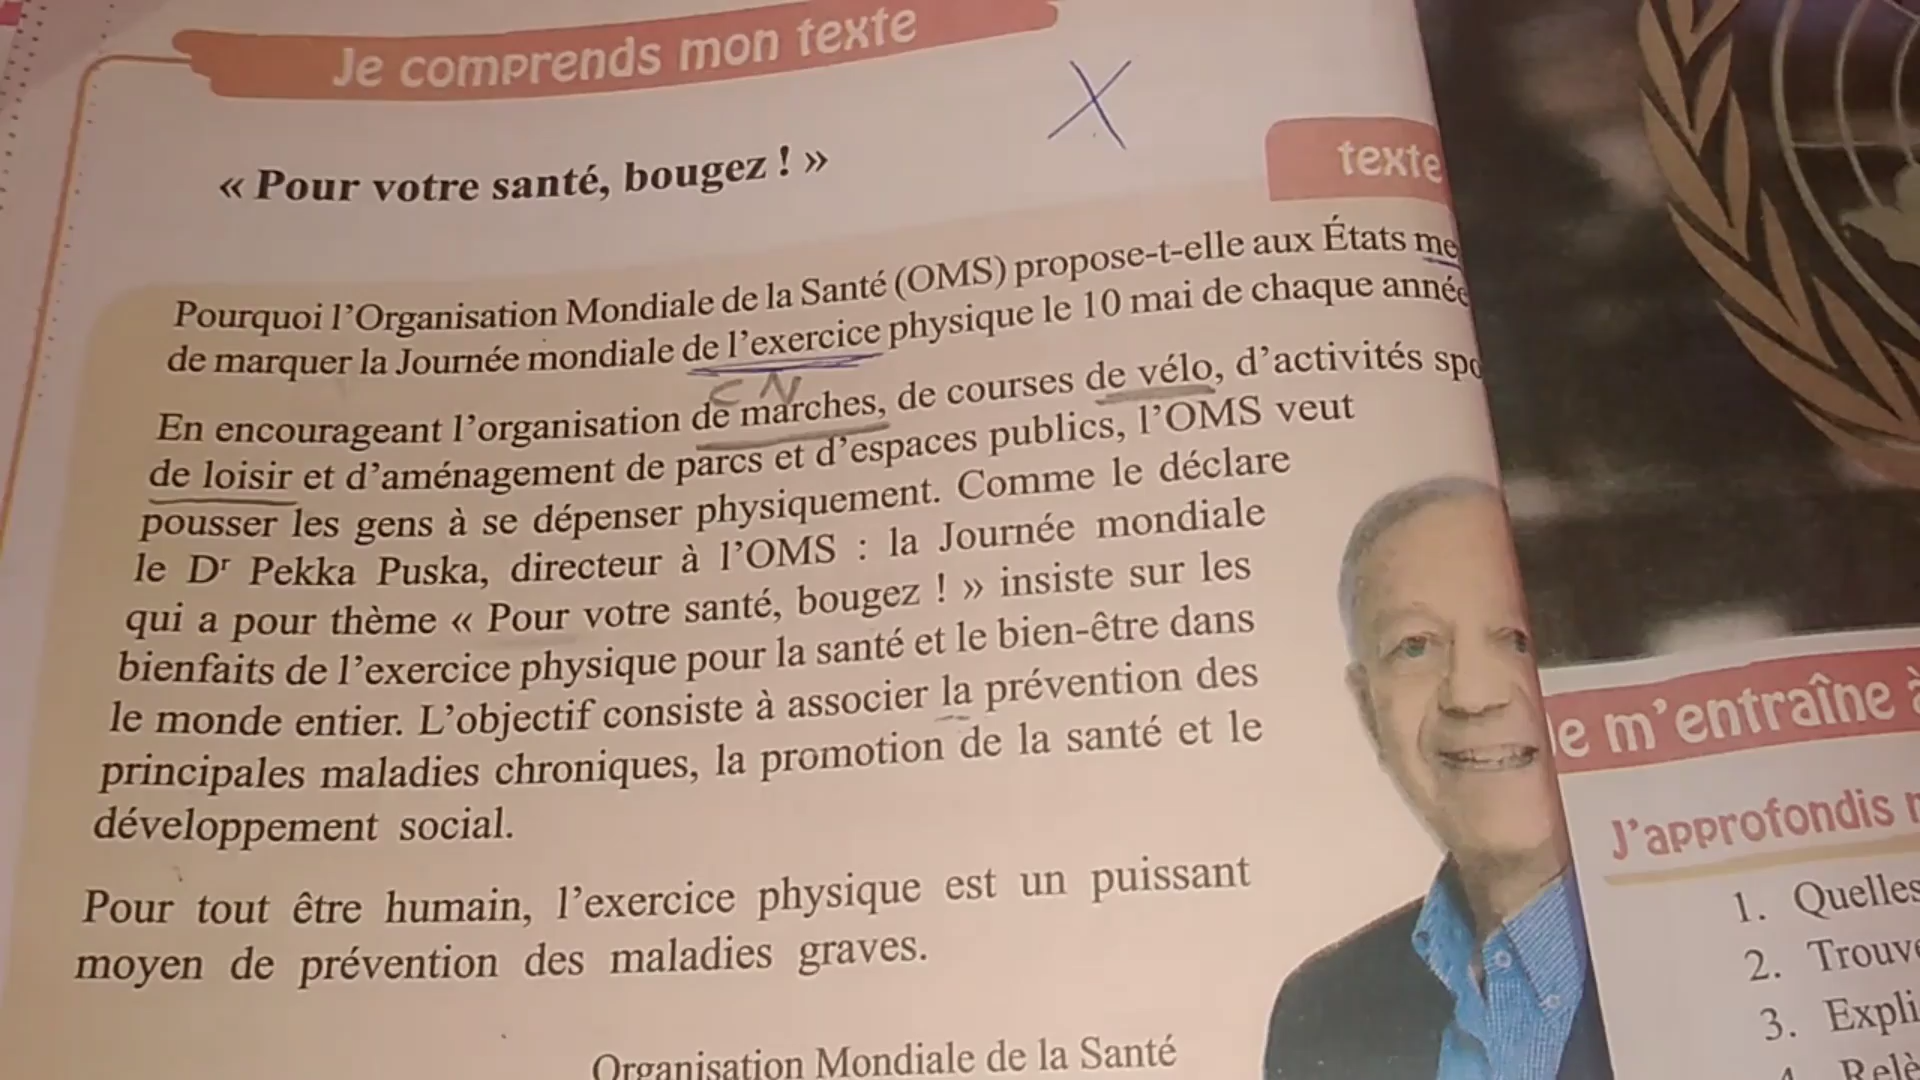 Je comprends mon texte
« Pour votre santé, bougez ! »
texte
Pourquoi l’Organisation Mondiale de la Santé (OMS) propose-t-elle aux États
de marquer la Journée mondiale de l’exercice physique le 10 mai de chaque
CN
En encourageant l’organisation de marches, de courses de vélo, d’activités
de loisir et d’aménagement de parcs et d’espaces publics, l’OMS veut
pousser les gens à se dépenser physiquement. Comme le déclare
le Dʳ Pekka Puska, directeur à l’OMS : la Journée mondiale
qui a pour thème « Pour votre santé, bougez ! » insiste sur les
bienfaits de l’exercice physique pour la santé et le bien-être dans
le monde entier. L’objectif consiste à associer la prévention des
principales maladies chroniques, la promotion de la santé et le
développement social.
Pour tout être humain, l’exercice physique est un puissant
moyen de prévention des maladies graves.
Organisation Mondiale de la Santé
m’entraîne
J’approfondis
1. Quelles
2.
3.